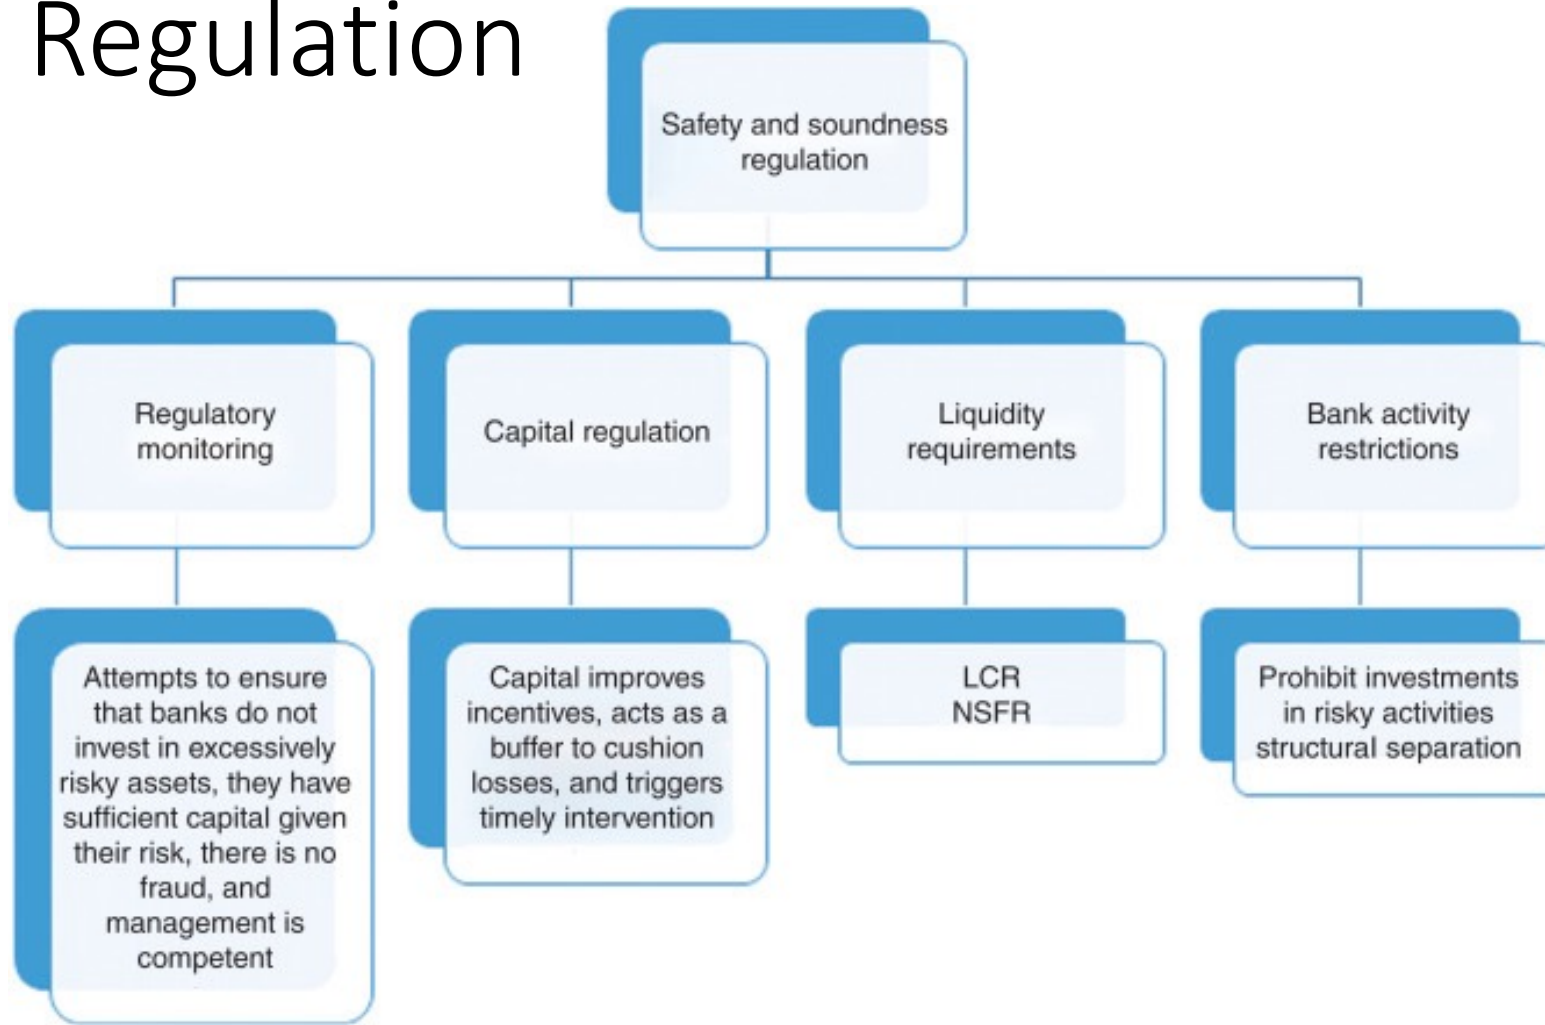 Regulation
Safety and soundness
regulation
Regulatory
monitoring
Capital regulation
Liquidity
requirements
Bank activity
restrictions
Attempts to ensure
that banks do not
invest in excessively
risky assets, they have
sufficient capital given
their risk, there is no
fraud, and
management is
competent
Capital improves
incentives, acts as a
buffer to cushion
losses, and triggers
timely intervention
LCR
NSFR
Prohibit investments
in risky activities
structural separation